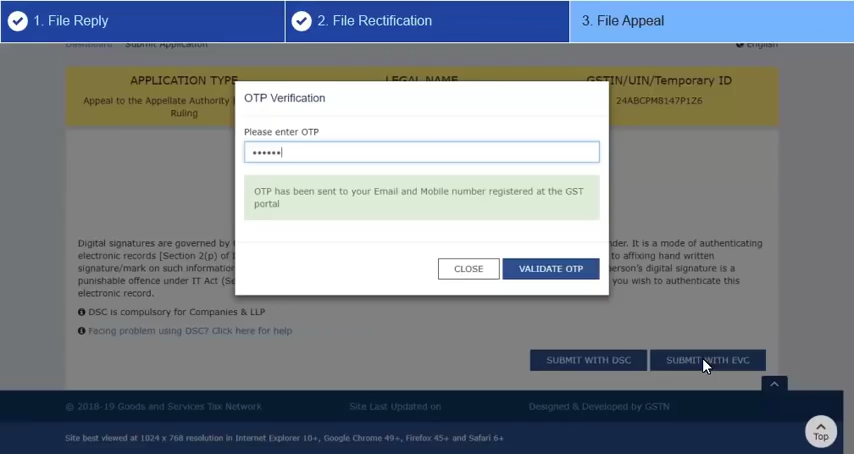 1. File Reply
2. File Rectification
3. File Appeal
Dashboard Submit Application
English
APPLICATION TYPE
LEGAL NAME
GSTIN/UIN/Temporary ID
Appeal to the Appellate Authority
Ruling
24ABCPM8147P1Z6
OTP Verification
Please enter OTP
••••••
OTP has been sent to your Email and Mobile number registered at the GST
portal
CLOSE
VALIDATE OTP
Digital signatures are governed by
nder. It is a mode of authenticating
electronic records [Section 2(p) of
to affixing hand written
signature/mark on such information
person's digital signature is a
punishable offence under IT Act (Se
you wish to authenticate this
electronic record.
DSC is compulsory for Companies & LLP
Facing problem using DSC? Click here for help
SUBMIT WITH DSC
SUBMIT WITH EVC
© 2018-19 Goods and Services Tax Network
Site Last Updated on
Designed & Developed by GSTN
Site best viewed at 1024 x 768 resolution in Internet Explorer 10+, Google Chrome 49+, Firefox 45+ and Safari 6+
Top